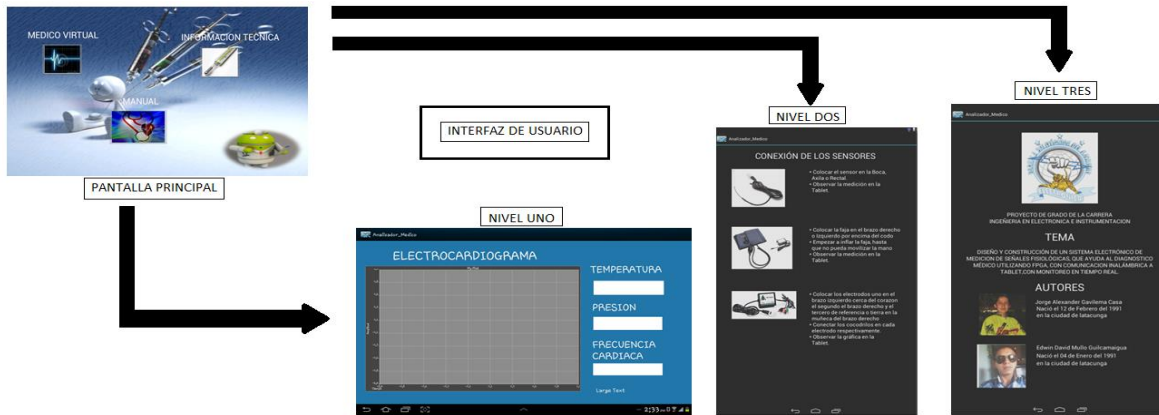 MEDICO VIRTUAL
INFORMACION TECNICA
MANUAL
PANTALLA PRINCIPAL
INTERFAZ DE USUARIO
NIVEL UNO
Analizador_Medico
ELECTROCARDIOGRAMA
TEMPERATURA
PRESION
FRECUENCIA
CARDIACA
Large Text
2:33
NIVEL DOS
Analizador_Medico
CONEXIÓN DE LOS SENSORES
• Colocar el sensor en la Boca,
Axila o Rectal.
• Observar la medición en la
Tablet
• Colocar la faja en el brazo derecho
o izquierdo por encima del codo
• Empezar a inflar la faja, hasta
que no pueda movilizar la mano
• Observar la medición en la
Tablet
• Colocar los electrodos uno en el
brazo izquierdo cerca del corazon
el segundo el brazo derecho y el
tercero de referencia o tierra en la
muñeca del brazo derecho
• Conectar los cocodrilos en cada
electrodo respectivamente.
• Observar la gráfica en la
Tablet
NIVEL TRES
Analizador_Medico
PROYECTO DE GRADO DE LA CARRERA
INGENIERIA EN ELECTRONICA E INSTRUMENTACION
TEMA
DISEÑO Y CONSTRUCCIÓN DE UN SISTEMA ELECTRÓNICO DE
MEDICION DE SEÑALES FISIOLÓGICAS, QUE AYUDA AL DIAGNOSTICO
MÉDICO UTILIZANDO FPGA, CON COMUNICACION INALÁMBRICA A
TABLET,CON MONITOREO EN TIEMPO REAL.
AUTORES
Jorge Alexander Gavilema Casa
Nació el 12 de Febrero del 1991
en la ciudad de latacunga
Edwin David Mullo Guilcamaigua
Nació el 04 de Enero del 1991
en la ciudad de latacunga